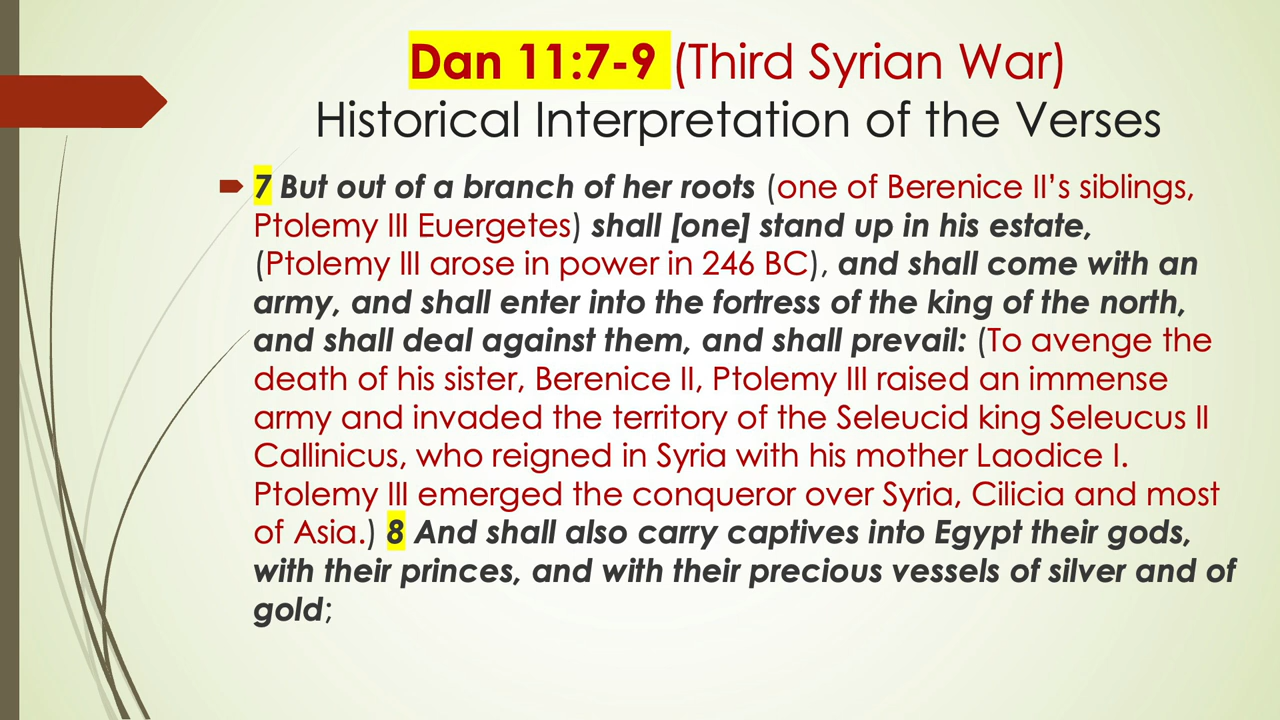 Dan 11:7-9 (Third Syrian War)
Historical Interpretation of the Verses
7 But out of a branch of her roots (one of Berenice II's siblings,
Ptolemy III Euergetes) shall [one] stand up in his estate,
(Ptolemy III arose in power in 246 BC), and shall come with an
army, and shall enter into the fortress of the king of the north,
and shall deal against them, and shall prevail: (To avenge the
death of his sister, Berenice II, Ptolemy III raised an immense
army and invaded the territory of the Seleucid king Seleucus II
Callinicus, who reigned in Syria with his mother Laodice I.
Ptolemy III emerged the conqueror over Syria, Cilicia and most
of Asia.) 8 And shall also carry captives into Egypt their gods,
with their princes, and with their precious vessels of silver and of
gold;